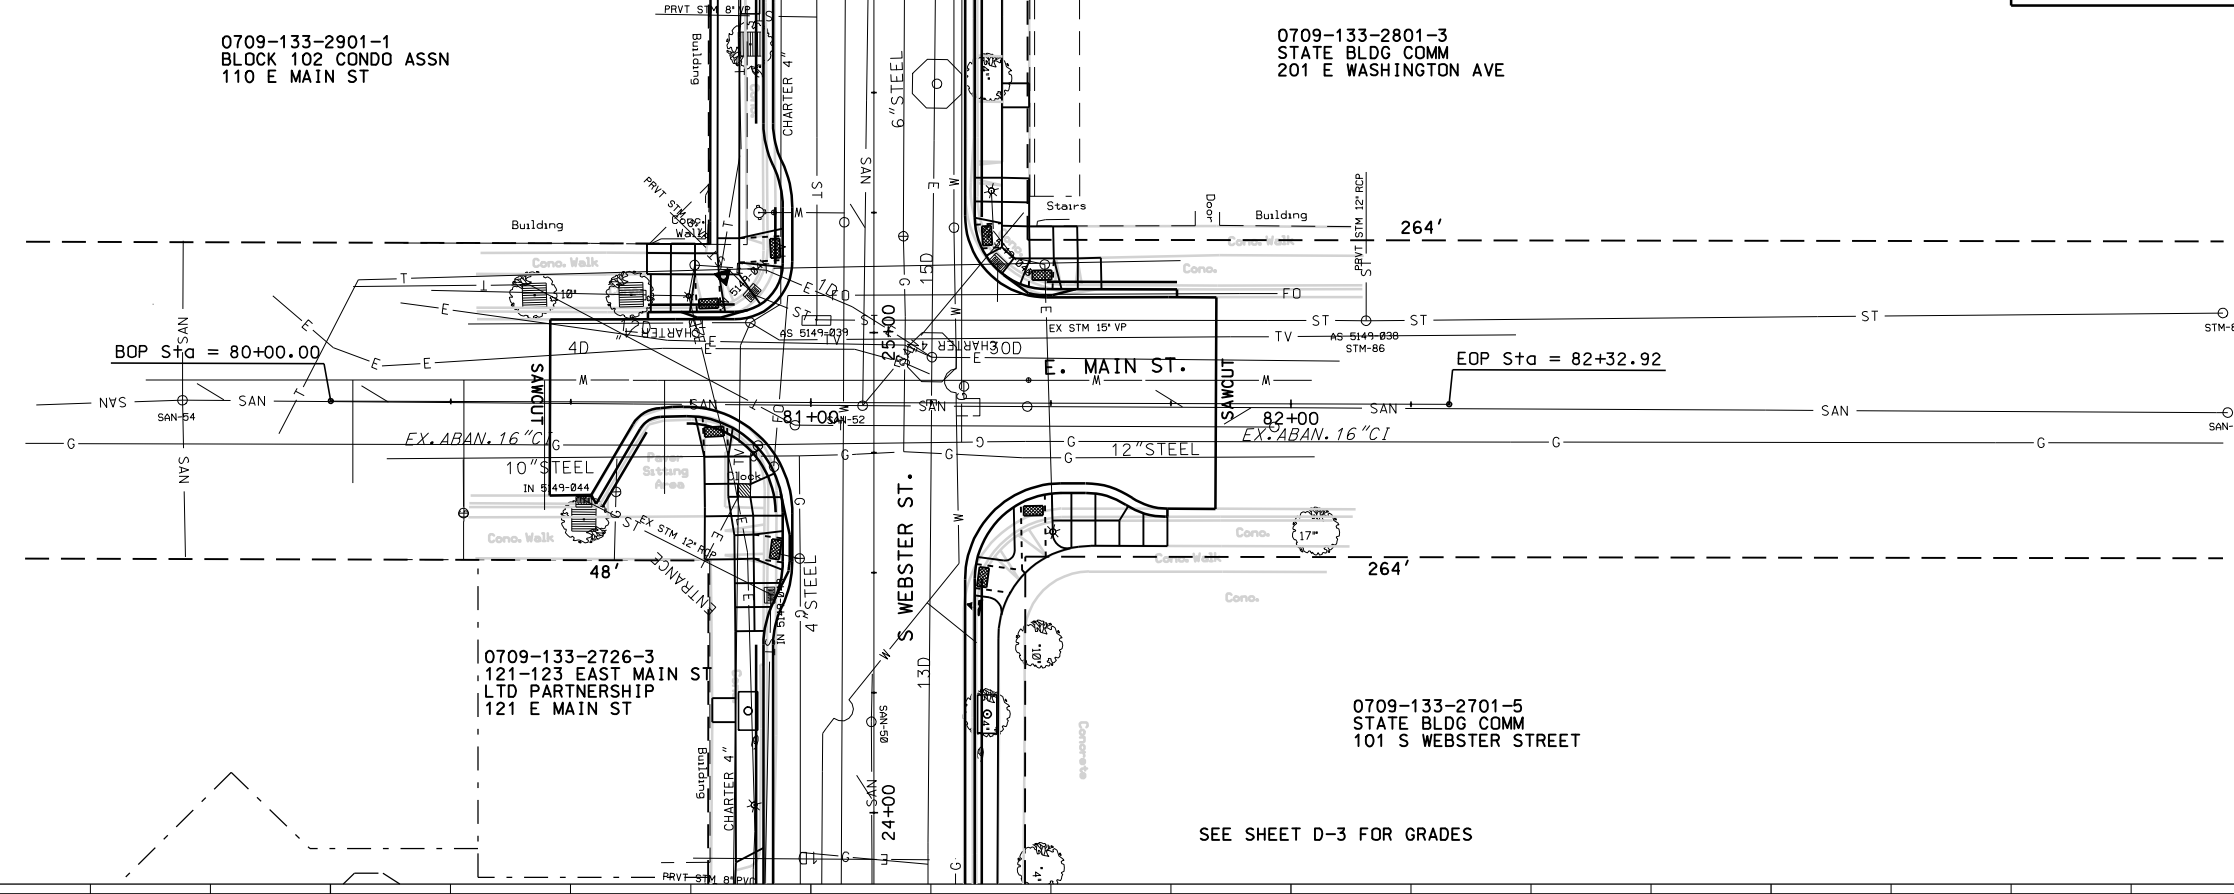 PRVT STM 8" VP
0709-133-2901-1
BLOCK 102 CONDO ASSN
110 E MAIN ST
Building
CHARTER 4"
6"STEEL
0709-133-2801-3
STATE BLDG COMM
201 E WASHINGTON AVE
PRVT STM
Conc.
Walk
Building
ST
SAN
E
W
Stairs
Door
Building
PRVT STM 12" RCP
264'
Conc. Walk
Conc. Walk
Conc.
10"
15D
FO
EX STM 15" VP
ST
ST
ST
ST
TV
AS 5149-039
AS 5149-038
STM-86
BOP Sta = 80+00.00
4D
30D
CHARTER 4"
25+00
E. MAIN ST.
EOP Sta = 82+32.92
SAWCUT
SAWCUT
SAN
SAN
SAN-54
SAN
81+00
SAN-52
SAN
82+00
SAN
SAN
EX. ABAN. 16"CI
EX. ABAN. 16"CI
10"STEEL
12"STEEL
IN 5149-044
Paver
Sitting
Area
Clock
EX STM 12" RCP
Conc. Walk
ENTRANCE
48'
4"STEEL
S WEBSTER ST.
17"
Conc.
Conc. Walk
264'
Conc.
0709-133-2726-3
121-123 EAST MAIN ST
LTD PARTNERSHIP
121 E MAIN ST
13D
10"
SAN-50
Building
CHARTER 4"
SAN
24+00
Concrete
0709-133-2701-5
STATE BLDG COMM
101 S WEBSTER STREET
SEE SHEET D-3 FOR GRADES
PRVT STM 8"PVC